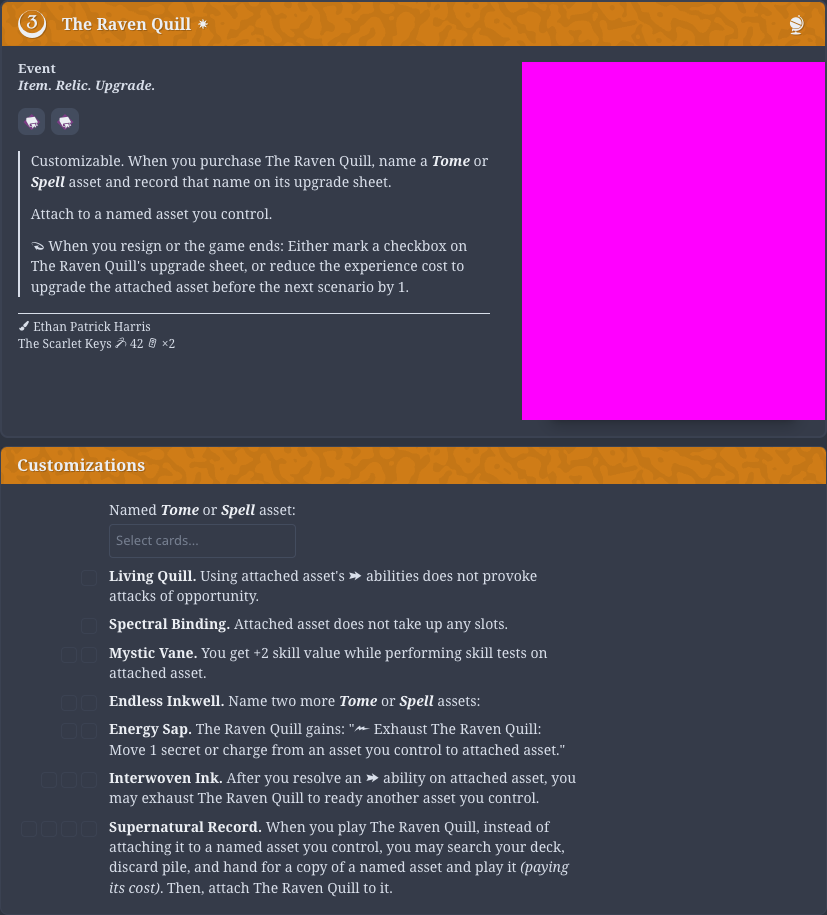 3 The Raven Quill
Event
Item. Relic. Upgrade.
Customizable. When you purchase The Raven Quill, name a Tome or
Spell asset and record that name on its upgrade sheet.
Attach to a named asset you control.
When you resign or the game ends: Either mark a checkbox on
The Raven Quill's upgrade sheet, or reduce the experience cost to
upgrade the attached asset before the next scenario by 1.
Ethan Patrick Harris
The Scarlet Keys 42 ×2
Customizations
Named Tome or Spell asset:
Select cards...
Living Quill. Using attached asset's abilities does not provoke
attacks of opportunity.
Spectral Binding. Attached asset does not take up any slots.
Mystic Vane. You get +2 skill value while performing skill tests on
attached asset.
Endless Inkwell. Name two more Tome or Spell assets:
Energy Sap. The Raven Quill gains: " Exhaust The Raven Quill:
Move 1 secret or charge from an asset you control to attached asset."
Interwoven Ink. After you resolve an ability on attached asset, you
may exhaust The Raven Quill to ready another asset you control.
Supernatural Record. When you play The Raven Quill, instead of
attaching it to a named asset you control, you may search your deck,
discard pile, and hand for a copy of a named asset and play it (paying
its cost). Then, attach The Raven Quill to it.